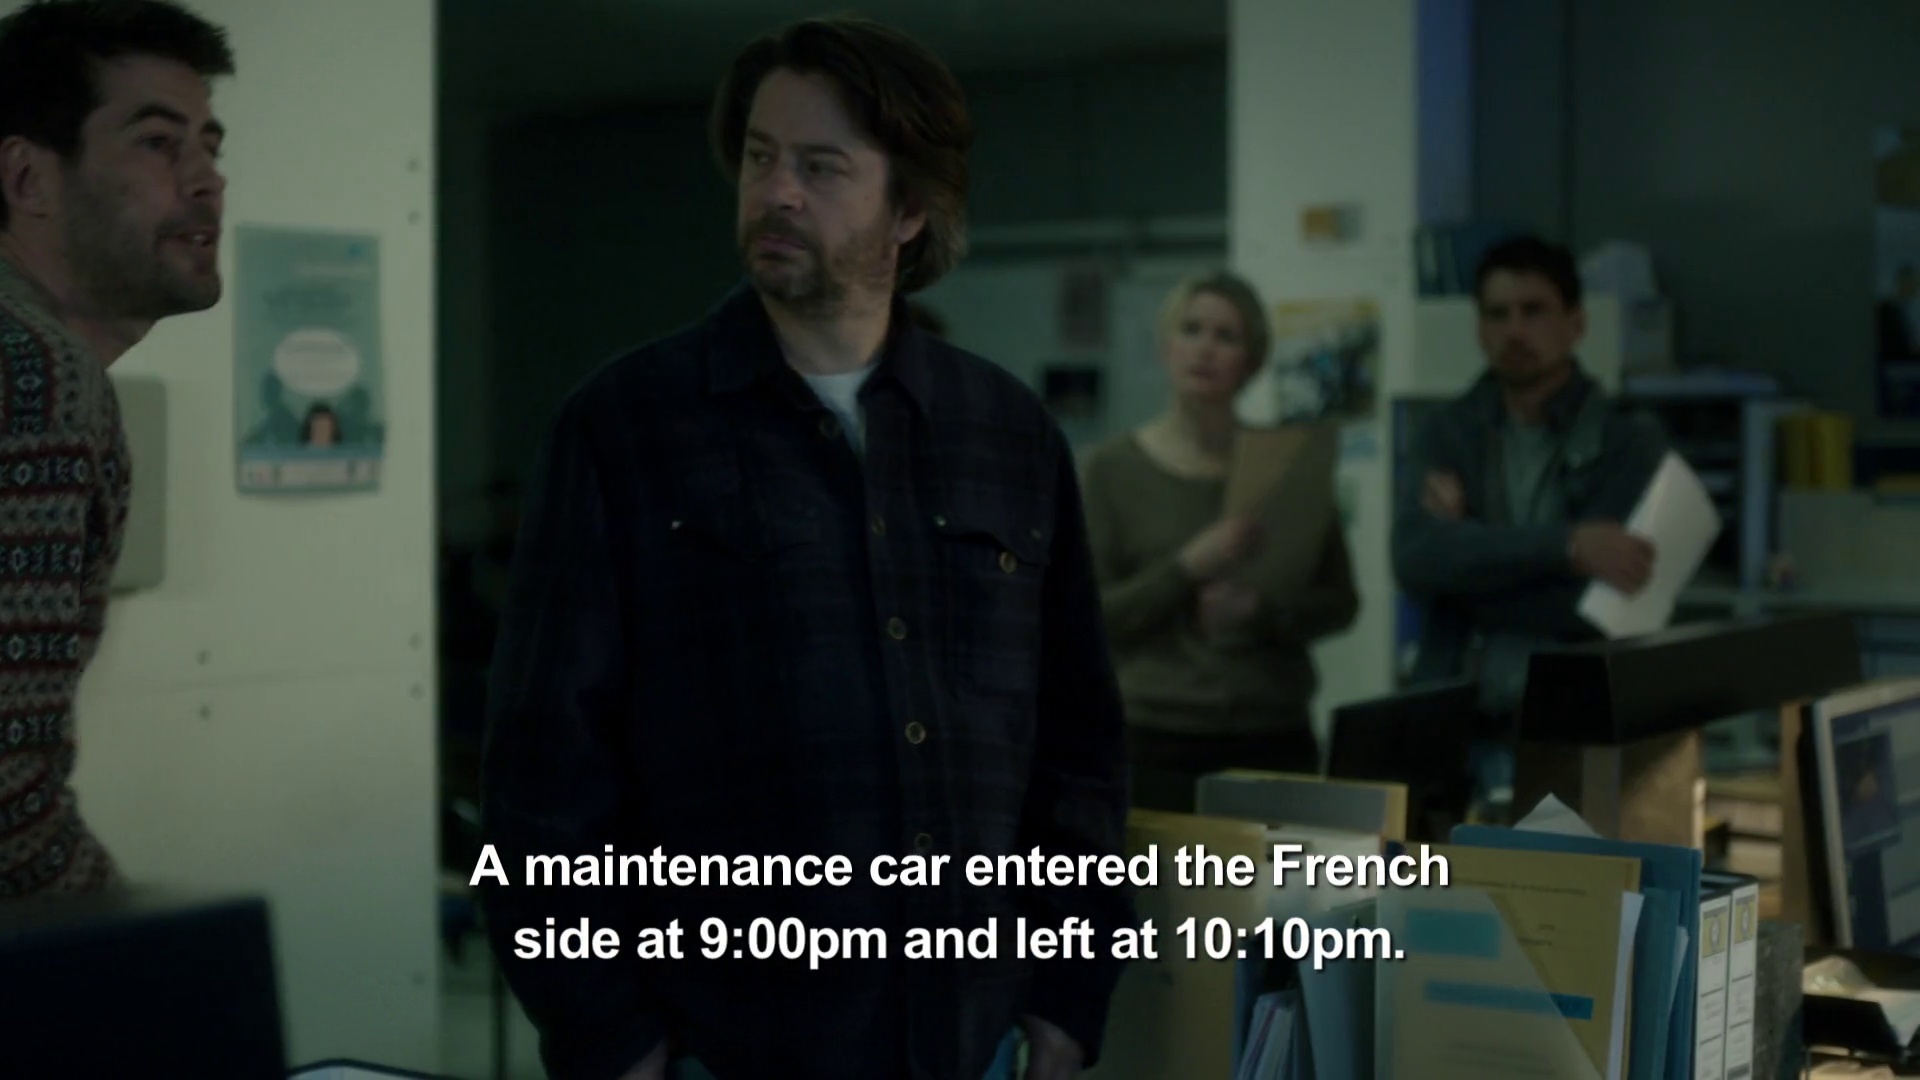 A maintenance car entered the French
side at 9:00pm and left at 10:10pm.